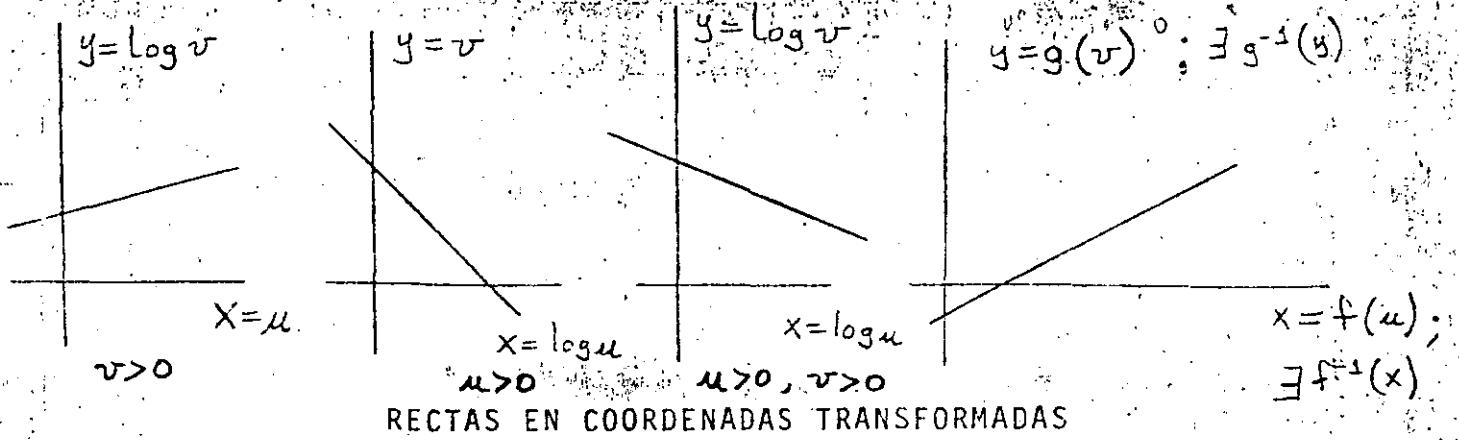 y=log v
y=v
y=log v
y=g(v) ; ∃ g⁻¹(y)
X=u
x=log u
x=log u
x=f(u);
∃ f⁻¹(x)
v>0
u>0
u>0, v>0
RECTAS EN COORDENADAS TRANSFORMADAS